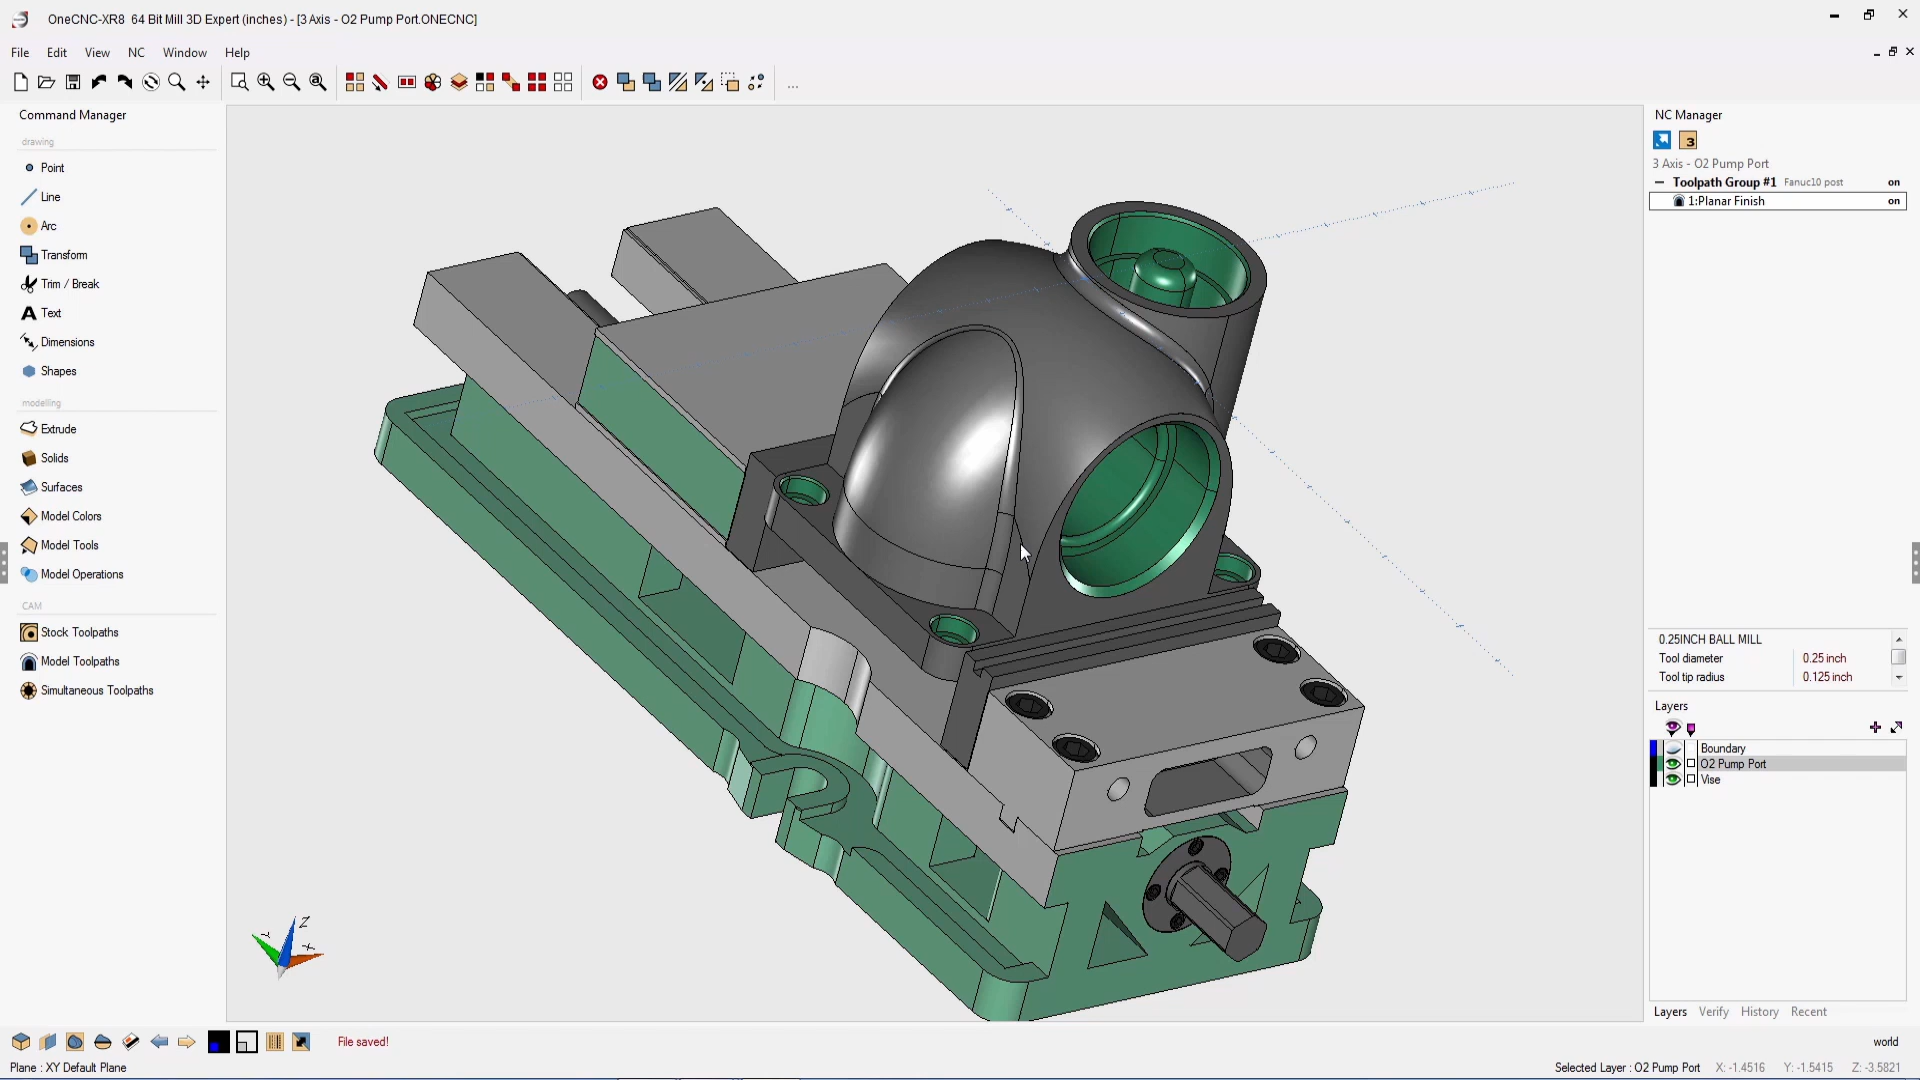 OneCNC-XR8 64 Bit Mill 3D Expert (inches) - [3 Axis - O2 Pump Port.ONECNC]
File Edit View NC Window Help
...
Command Manager
drawing
Point
Line
Arc
Transform
Trim / Break
A Text
Dimensions
Shapes
modelling
Extrude
Solids
Surfaces
Model Colors
Model Tools
Model Operations
CAM
Stock Toolpaths
Model Toolpaths
Simultaneous Toolpaths
Z
Y
X
NC Manager
3
3 Axis - O2 Pump Port
Toolpath Group #1 Fanuc10 post on
1:Planar Finish on
0.25INCH BALL MILL
Tool diameter 0.25 inch
Tool tip radius 0.125 inch
Layers
Boundary
O2 Pump Port
Vise
Layers Verify History Recent
File saved!
world
Plane : XY Default Plane
Selected Layer : O2 Pump Port X: -1.4516 Y: -1.5415 Z: -3.5821